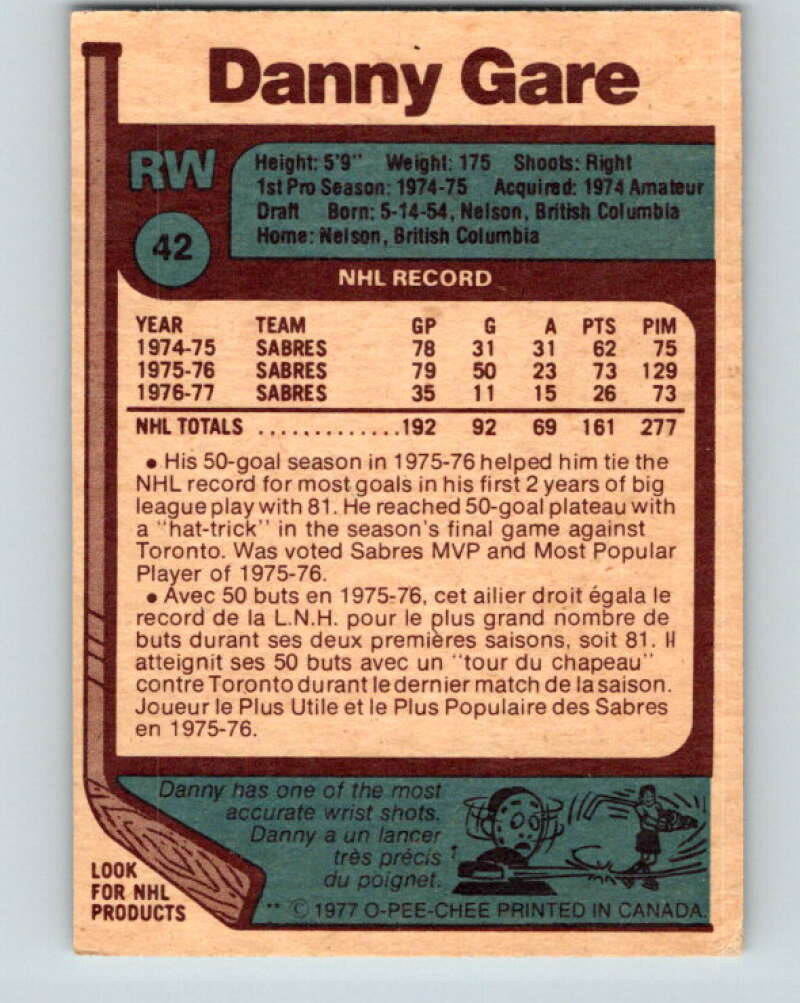 Danny Gare
RW
42
Height: 5'9" Weight: 175 Shoots: Right
1st Pro Season: 1974-75 Acquired: 1974 Amateur
Draft Born: 5-14-54, Nelson, British Columbia
Home: Nelson, British Columbia
NHL RECORD
YEAR TEAM GP G A PTS PIM
1974-75 SABRES 78 31 31 62 75
1975-76 SABRES 79 50 23 73 129
1976-77 SABRES 35 11 15 26 73
NHL TOTALS .............192 92 69 161 277
• His 50-goal season in 1975-76 helped him tie the
NHL record for most goals in his first 2 years of big
league play with 81. He reached 50-goal plateau with
a "hat-trick" in the season's final game against
Toronto. Was voted Sabres MVP and Most Popular
Player of 1975-76.
• Avec 50 buts en 1975-76, cet ailier droit égala le
record de la L.N.H. pour le plus grand nombre de
buts durant ses deux premières saisons, soit 81. Il
atteignit ses 50 buts avec un "tour du chapeau"
contre Toronto durant le dernier match de la saison.
Joueur le Plus Utile et le Plus Populaire des Sabres
en 1975-76.
Danny has one of the most
accurate wrist shots.
Danny a un lancer
très précis
du poignet.
LOOK
FOR NHL
PRODUCTS
** © 1977 O-PEE-CHEE PRINTED IN CANADA.